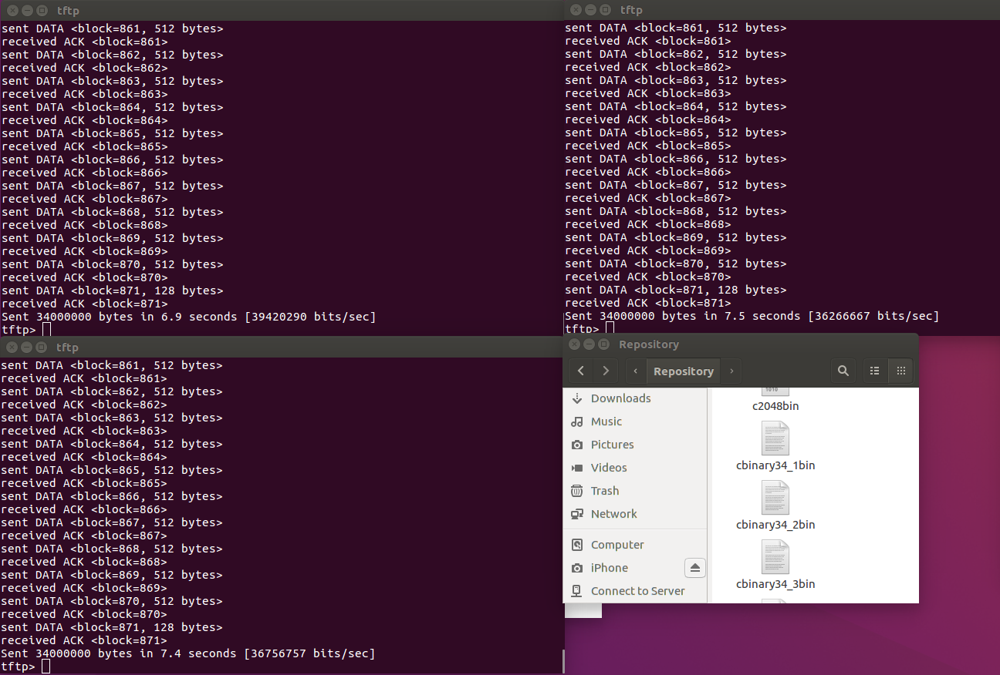 tftp
sent DATA <block=861, 512 bytes>
received ACK <block=861>
sent DATA <block=862, 512 bytes>
received ACK <block=862>
sent DATA <block=863, 512 bytes>
received ACK <block=863>
sent DATA <block=864, 512 bytes>
received ACK <block=864>
sent DATA <block=865, 512 bytes>
received ACK <block=865>
sent DATA <block=866, 512 bytes>
received ACK <block=866>
sent DATA <block=867, 512 bytes>
received ACK <block=867>
sent DATA <block=868, 512 bytes>
received ACK <block=868>
sent DATA <block=869, 512 bytes>
received ACK <block=869>
sent DATA <block=870, 512 bytes>
received ACK <block=870>
sent DATA <block=871, 128 bytes>
received ACK <block=871>
Sent 34000000 bytes in 6.9 seconds [39420290 bits/sec]
tftp>
tftp
sent DATA <block=861, 512 bytes>
received ACK <block=861>
sent DATA <block=862, 512 bytes>
received ACK <block=862>
sent DATA <block=863, 512 bytes>
received ACK <block=863>
sent DATA <block=864, 512 bytes>
received ACK <block=864>
sent DATA <block=865, 512 bytes>
received ACK <block=865>
sent DATA <block=866, 512 bytes>
received ACK <block=866>
sent DATA <block=867, 512 bytes>
received ACK <block=867>
sent DATA <block=868, 512 bytes>
received ACK <block=868>
sent DATA <block=869, 512 bytes>
received ACK <block=869>
sent DATA <block=870, 512 bytes>
received ACK <block=870>
sent DATA <block=871, 128 bytes>
received ACK <block=871>
Sent 34000000 bytes in 7.5 seconds [36266667 bits/sec]
tftp>
tftp
sent DATA <block=861, 512 bytes>
received ACK <block=861>
sent DATA <block=862, 512 bytes>
received ACK <block=862>
sent DATA <block=863, 512 bytes>
received ACK <block=863>
sent DATA <block=864, 512 bytes>
received ACK <block=864>
sent DATA <block=865, 512 bytes>
received ACK <block=865>
sent DATA <block=866, 512 bytes>
received ACK <block=866>
sent DATA <block=867, 512 bytes>
received ACK <block=867>
sent DATA <block=868, 512 bytes>
received ACK <block=868>
sent DATA <block=869, 512 bytes>
received ACK <block=869>
sent DATA <block=870, 512 bytes>
received ACK <block=870>
sent DATA <block=871, 128 bytes>
received ACK <block=871>
Sent 34000000 bytes in 7.4 seconds [36756757 bits/sec]
tftp>
Repository
Repository
Downloads
Music
Pictures
Videos
Trash
Network
Computer
iPhone
Connect to Server
1010
c2048bin
cbinary34_1bin
cbinary34_2bin
cbinary34_3bin